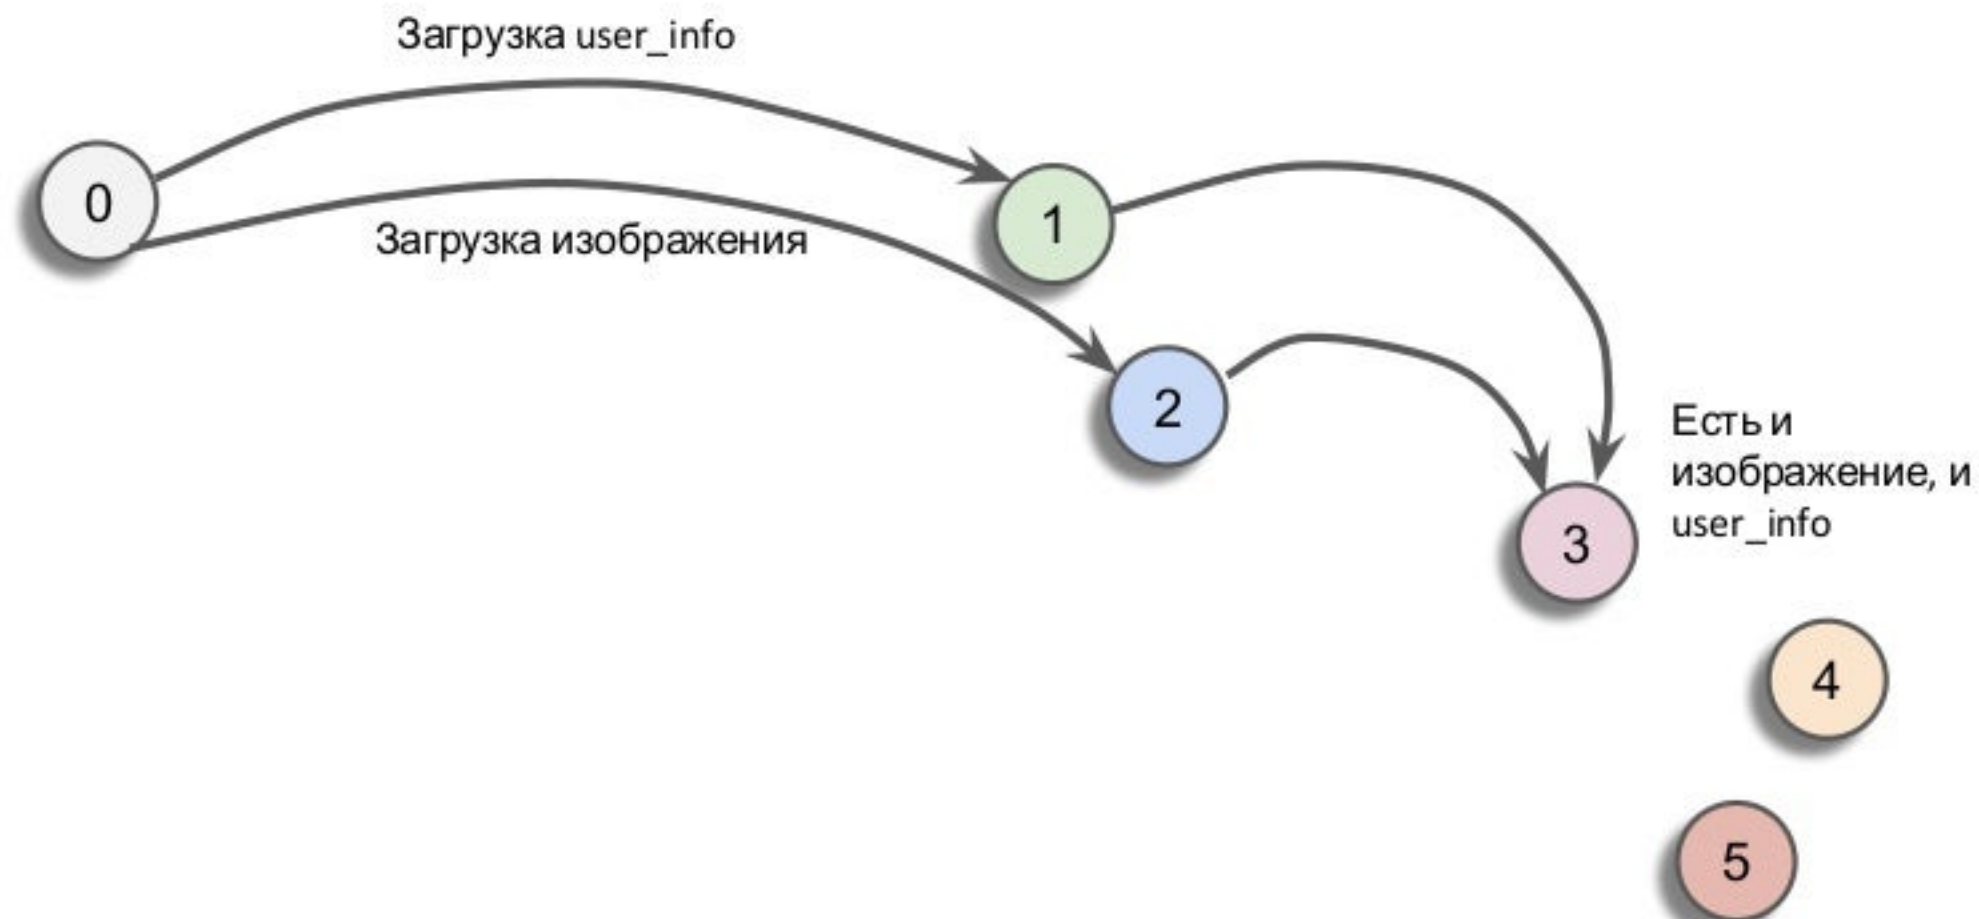 Загрузка user_info
0
Загрузка изображения
1
2
Есть и
изображение, и
user_info
3
4
5